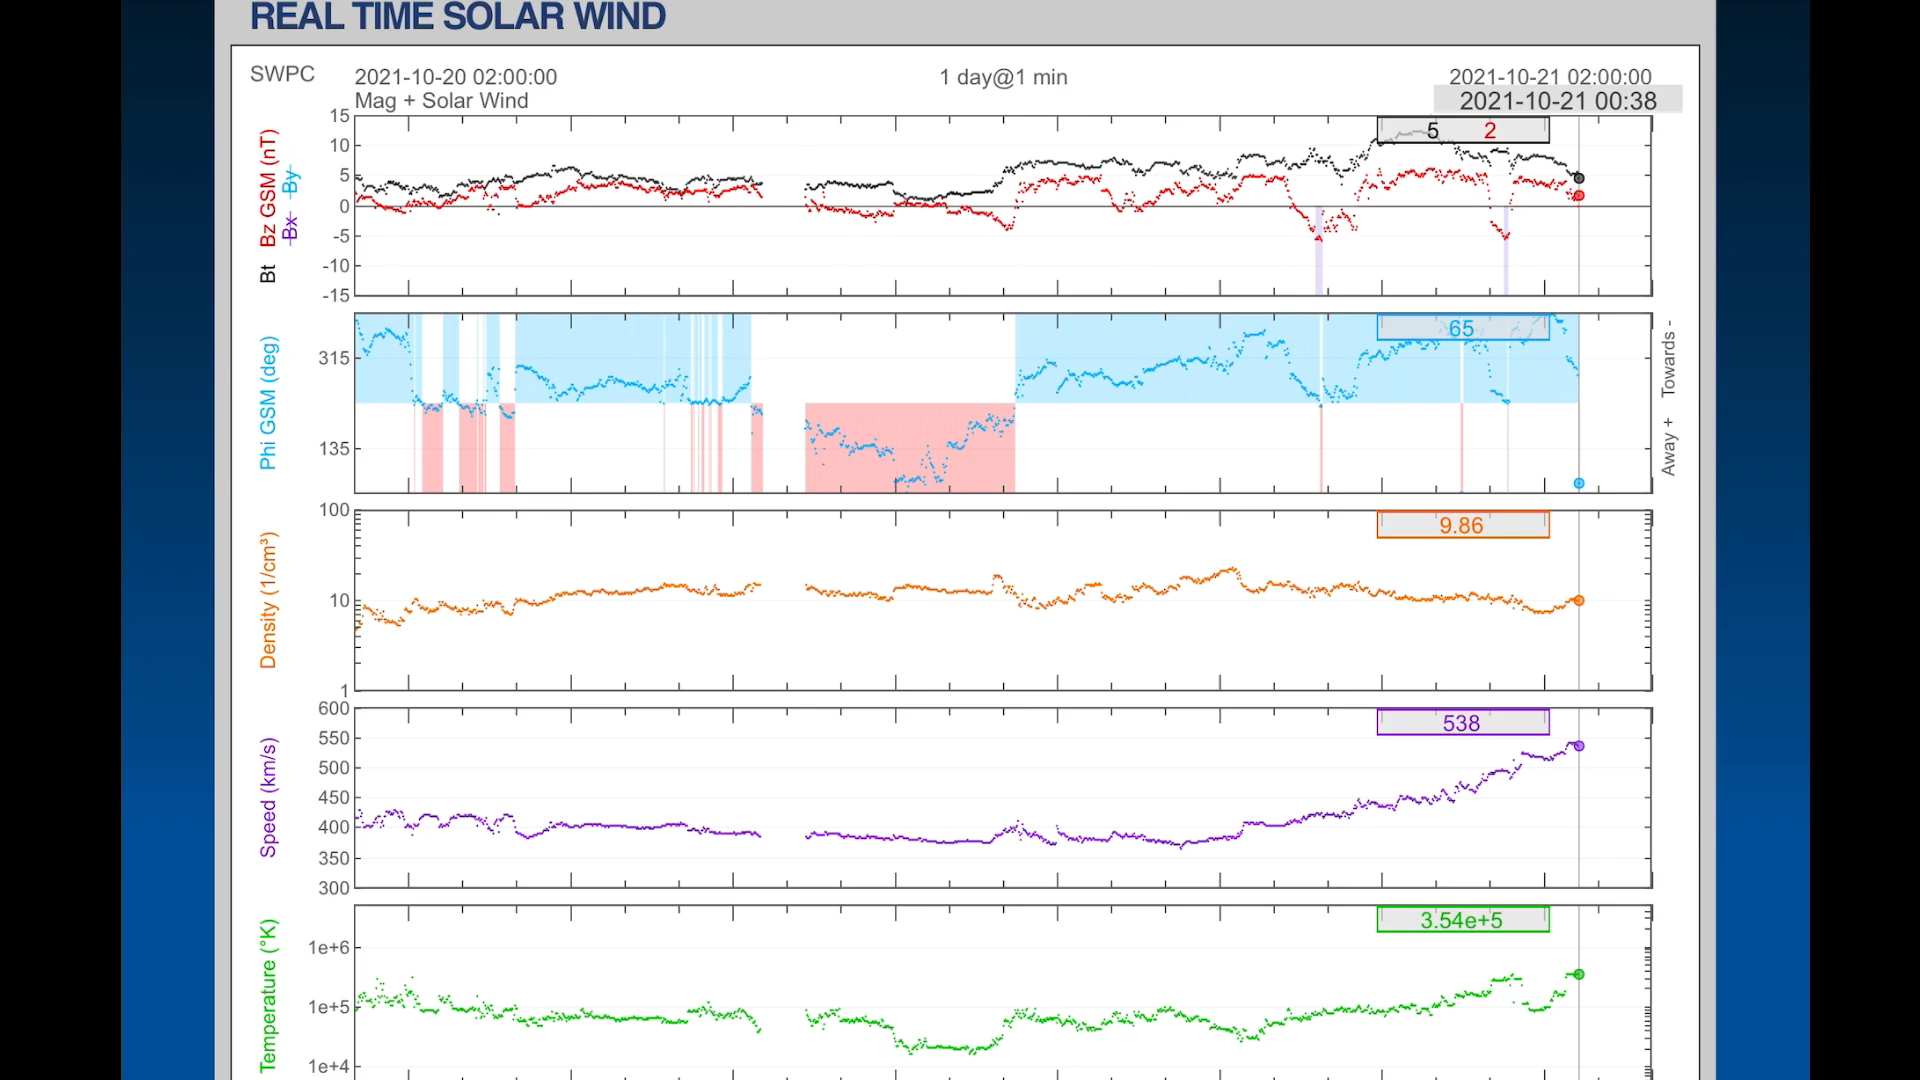 REAL TIME SOLAR WIND
SWPC 2021-10-20 02:00:00 1 day@1 min 2021-10-21 02:00:00
Mag + Solar Wind 2021-10-21 00:38
Bt Bz GSM (nT)
Bx By
15
10
5
0
-5
-10
-15
5 2
Phi GSM (deg)
315
135
65
Away + Towards -
Density (1/cm³)
100
10
1
9.86
Speed (km/s)
600
550
500
450
400
350
300
538
Temperature (°K)
1e+6
1e+5
1e+4
3.54e+5